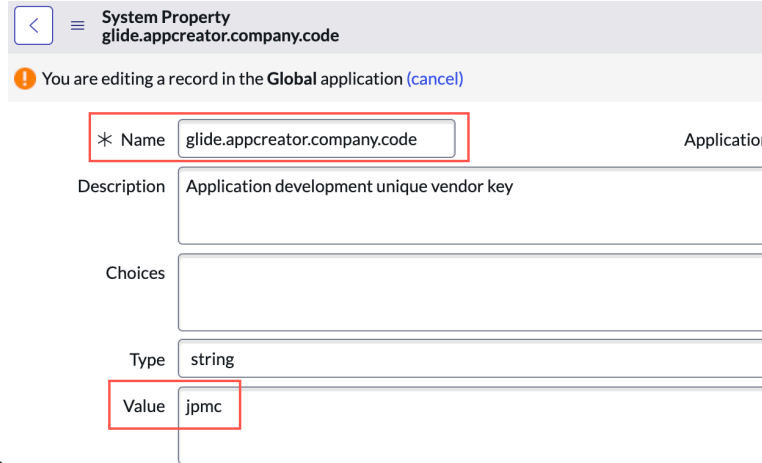 System Property
glide.appcreator.company.code
You are editing a record in the Global application (cancel)
Name glide.appcreator.company.code
Description Application development unique vendor key
Choices
Type string
Value jpmc